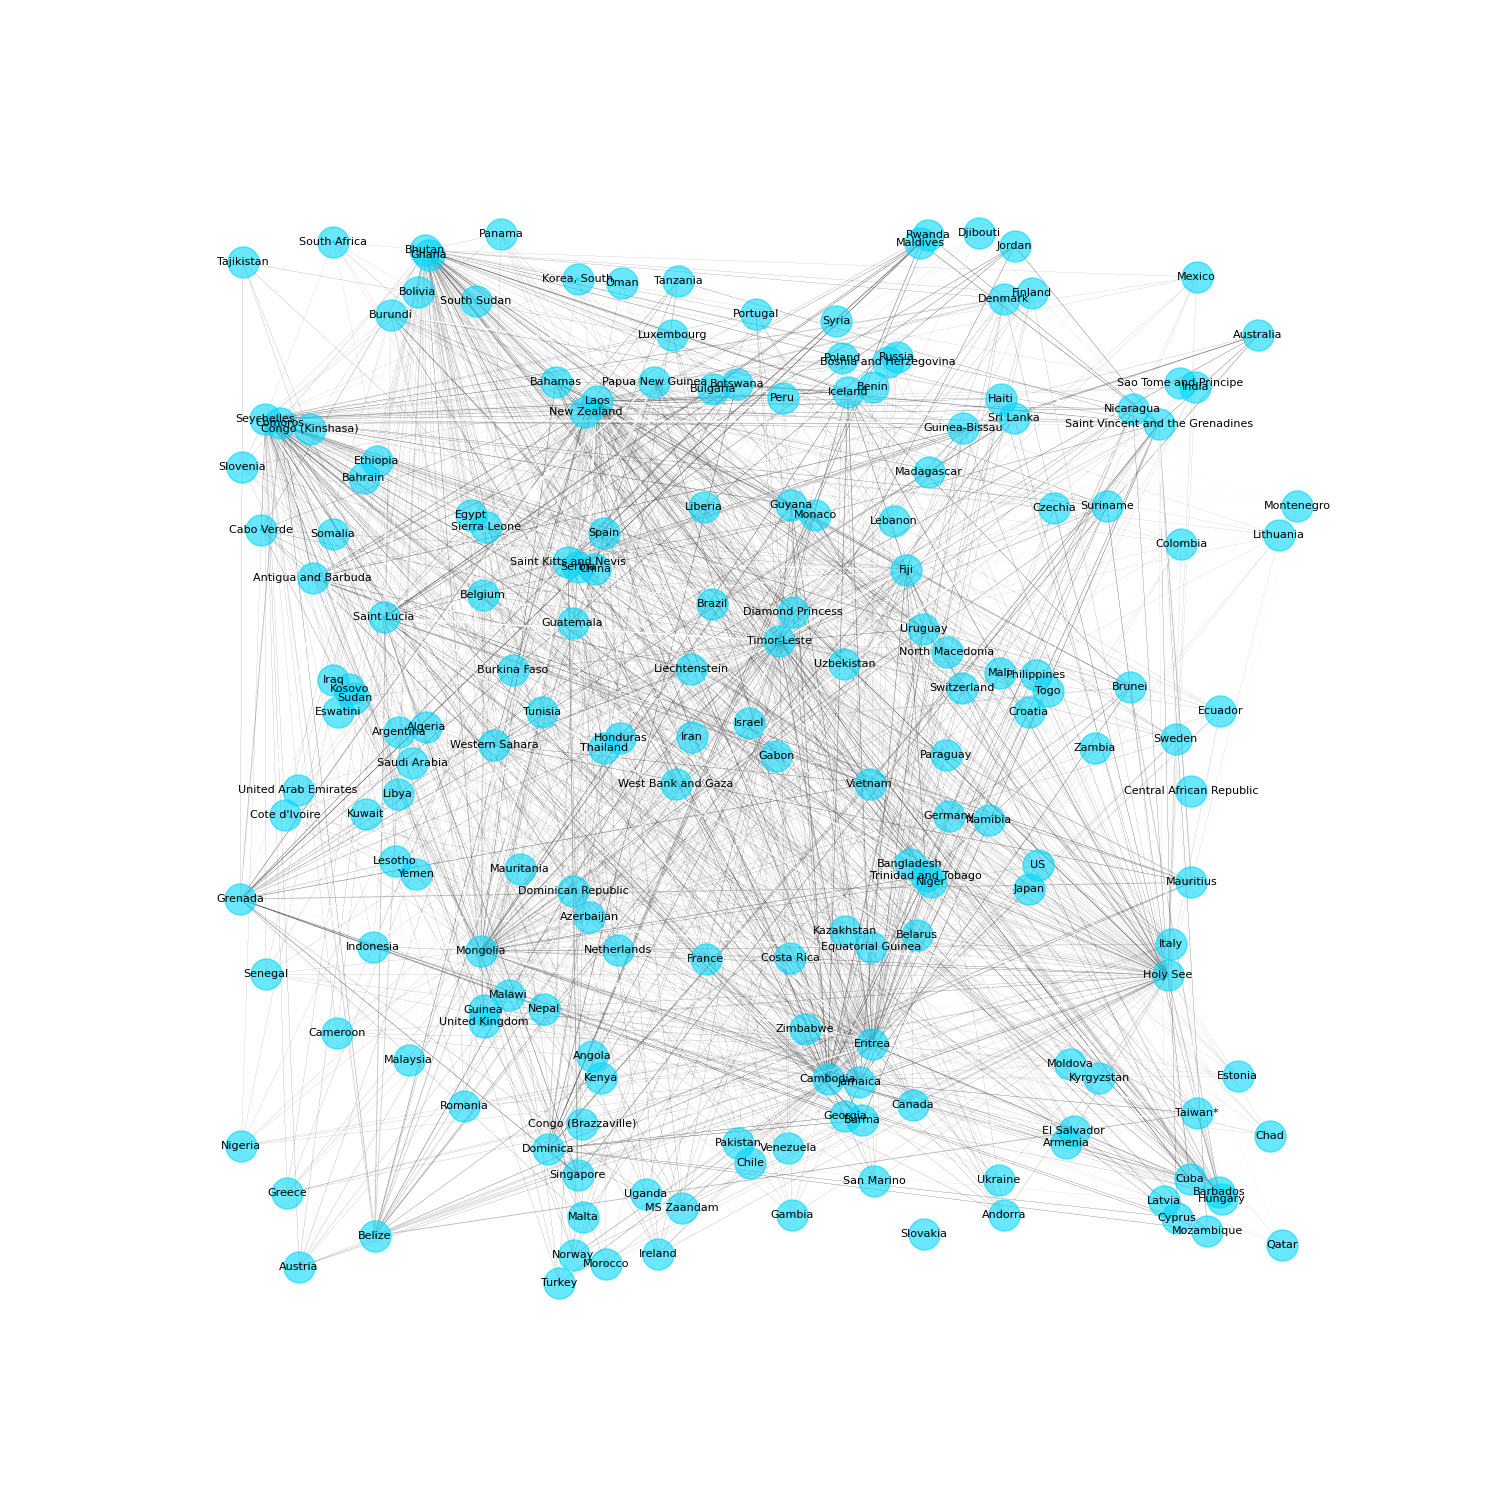 Panama
Rwanda
Djibouti
South Africa
Maldives
Jordan
Bhutan
Ghana
Tajikistan
Korea, South
Oman
Tanzania
Mexico
Bolivia
South Sudan
Finland
Denmark
Burundi
Portugal
Syria
Luxembourg
Australia
Poland
Russia
Bosnia and Herzegovina
Bahamas
Papua New Guinea
Botswana
Bulgaria
Sao Tome and Principe
India
Benin
Iceland
Peru
Haiti
Laos
New Zealand
Nicaragua
Seychelles
Comoros
Congo (Kinshasa)
Sri Lanka
Guinea-Bissau
Saint Vincent and the Grenadines
Slovenia
Ethiopia
Bahrain
Madagascar
Liberia
Guyana
Monaco
Czechia
Suriname
Montenegro
Egypt
Sierra Leone
Lebanon
Cabo Verde
Somalia
Spain
Lithuania
Colombia
Saint Kitts and Nevis
Serbia
China
Fiji
Antigua and Barbuda
Belgium
Brazil
Diamond Princess
Saint Lucia
Guatemala
Uruguay
Timor-Leste
North Macedonia
Uzbekistan
Burkina Faso
Liechtenstein
Mali
Philippines
Iraq
Kosovo
Sudan
Switzerland
Togo
Brunei
Eswatini
Tunisia
Croatia
Ecuador
Israel
Algeria
Argentina
Honduras
Thailand
Iran
Sweden
Western Sahara
Zambia
Gabon
Paraguay
Saudi Arabia
West Bank and Gaza
Vietnam
United Arab Emirates
Libya
Central African Republic
Cote d'Ivoire
Kuwait
Germany
Namibia
Lesotho
Yemen
Mauritania
Bangladesh
US
Trinidad and Tobago
Niger
Japan
Mauritius
Grenada
Dominican Republic
Azerbaijan
Kazakhstan
Belarus
Italy
Indonesia
Mongolia
Netherlands
Equatorial Guinea
France
Costa Rica
Senegal
Holy See
Malawi
Guinea
Nepal
United Kingdom
Cameroon
Zimbabwe
Eritrea
Malaysia
Angola
Moldova
Kenya
Cambodia
Jamaica
Kyrgyzstan
Estonia
Romania
Canada
Georgia
Burma
Taiwan*
Congo (Brazzaville)
El Salvador
Chad
Nigeria
Dominica
Pakistan
Venezuela
Armenia
Chile
Singapore
San Marino
Ukraine
Cuba
Greece
Uganda
Barbados
Hungary
Latvia
MS Zaandam
Malta
Gambia
Andorra
Cyprus
Belize
Slovakia
Mozambique
Qatar
Norway
Ireland
Morocco
Austria
Turkey